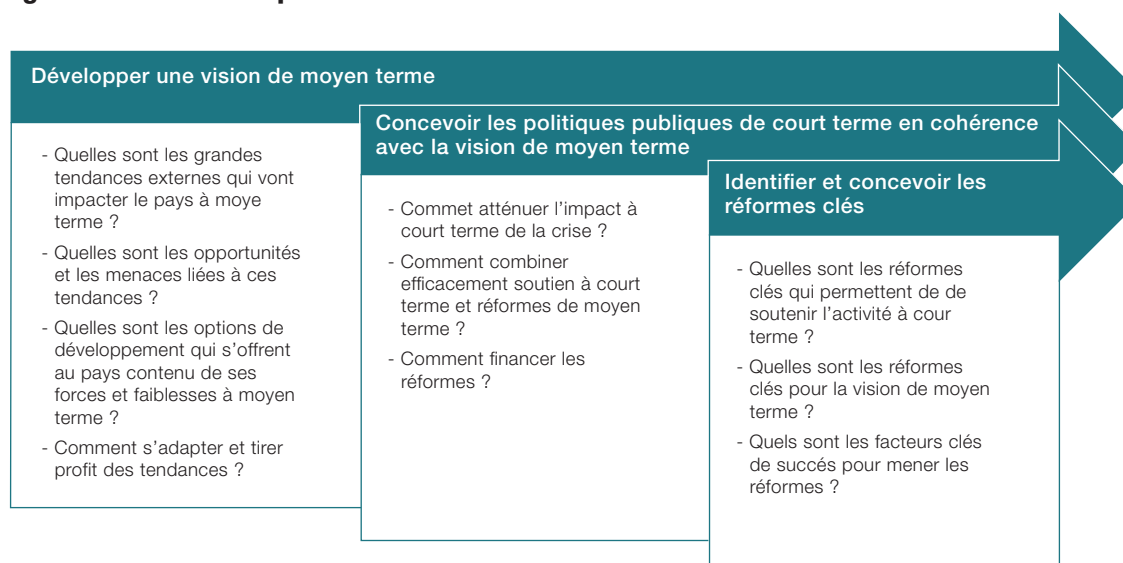 Développer une vision de moyen terme
- Quelles sont les grandes
tendances externes qui vont
impacter le pays à moye
terme ?
- Quelles sont les opportunités
et les menaces liées à ces
tendances ?
- Quelles sont les options de
développement qui s'offrent
au pays contenu de ses
forces et faiblesses à moyen
terme ?
- Comment s'adapter et tirer
profit des tendances ?
Concevoir les politiques publiques de court terme en cohérence
avec la vision de moyen terme
- Commet atténuer l'impact à
court terme de la crise ?
- Comment combiner
efficacement soutien à court
terme et réformes de moyen
terme ?
- Comment financer les
réformes ?
Identifier et concevoir les
réformes clés
- Quelles sont les réformes
clés qui permettent de de
soutenir l'activité à cour
terme ?
- Quelles sont les réformes
clés pour la vision de moyen
terme ?
- Quels sont les facteurs clés
de succés pour mener les
réformes ?